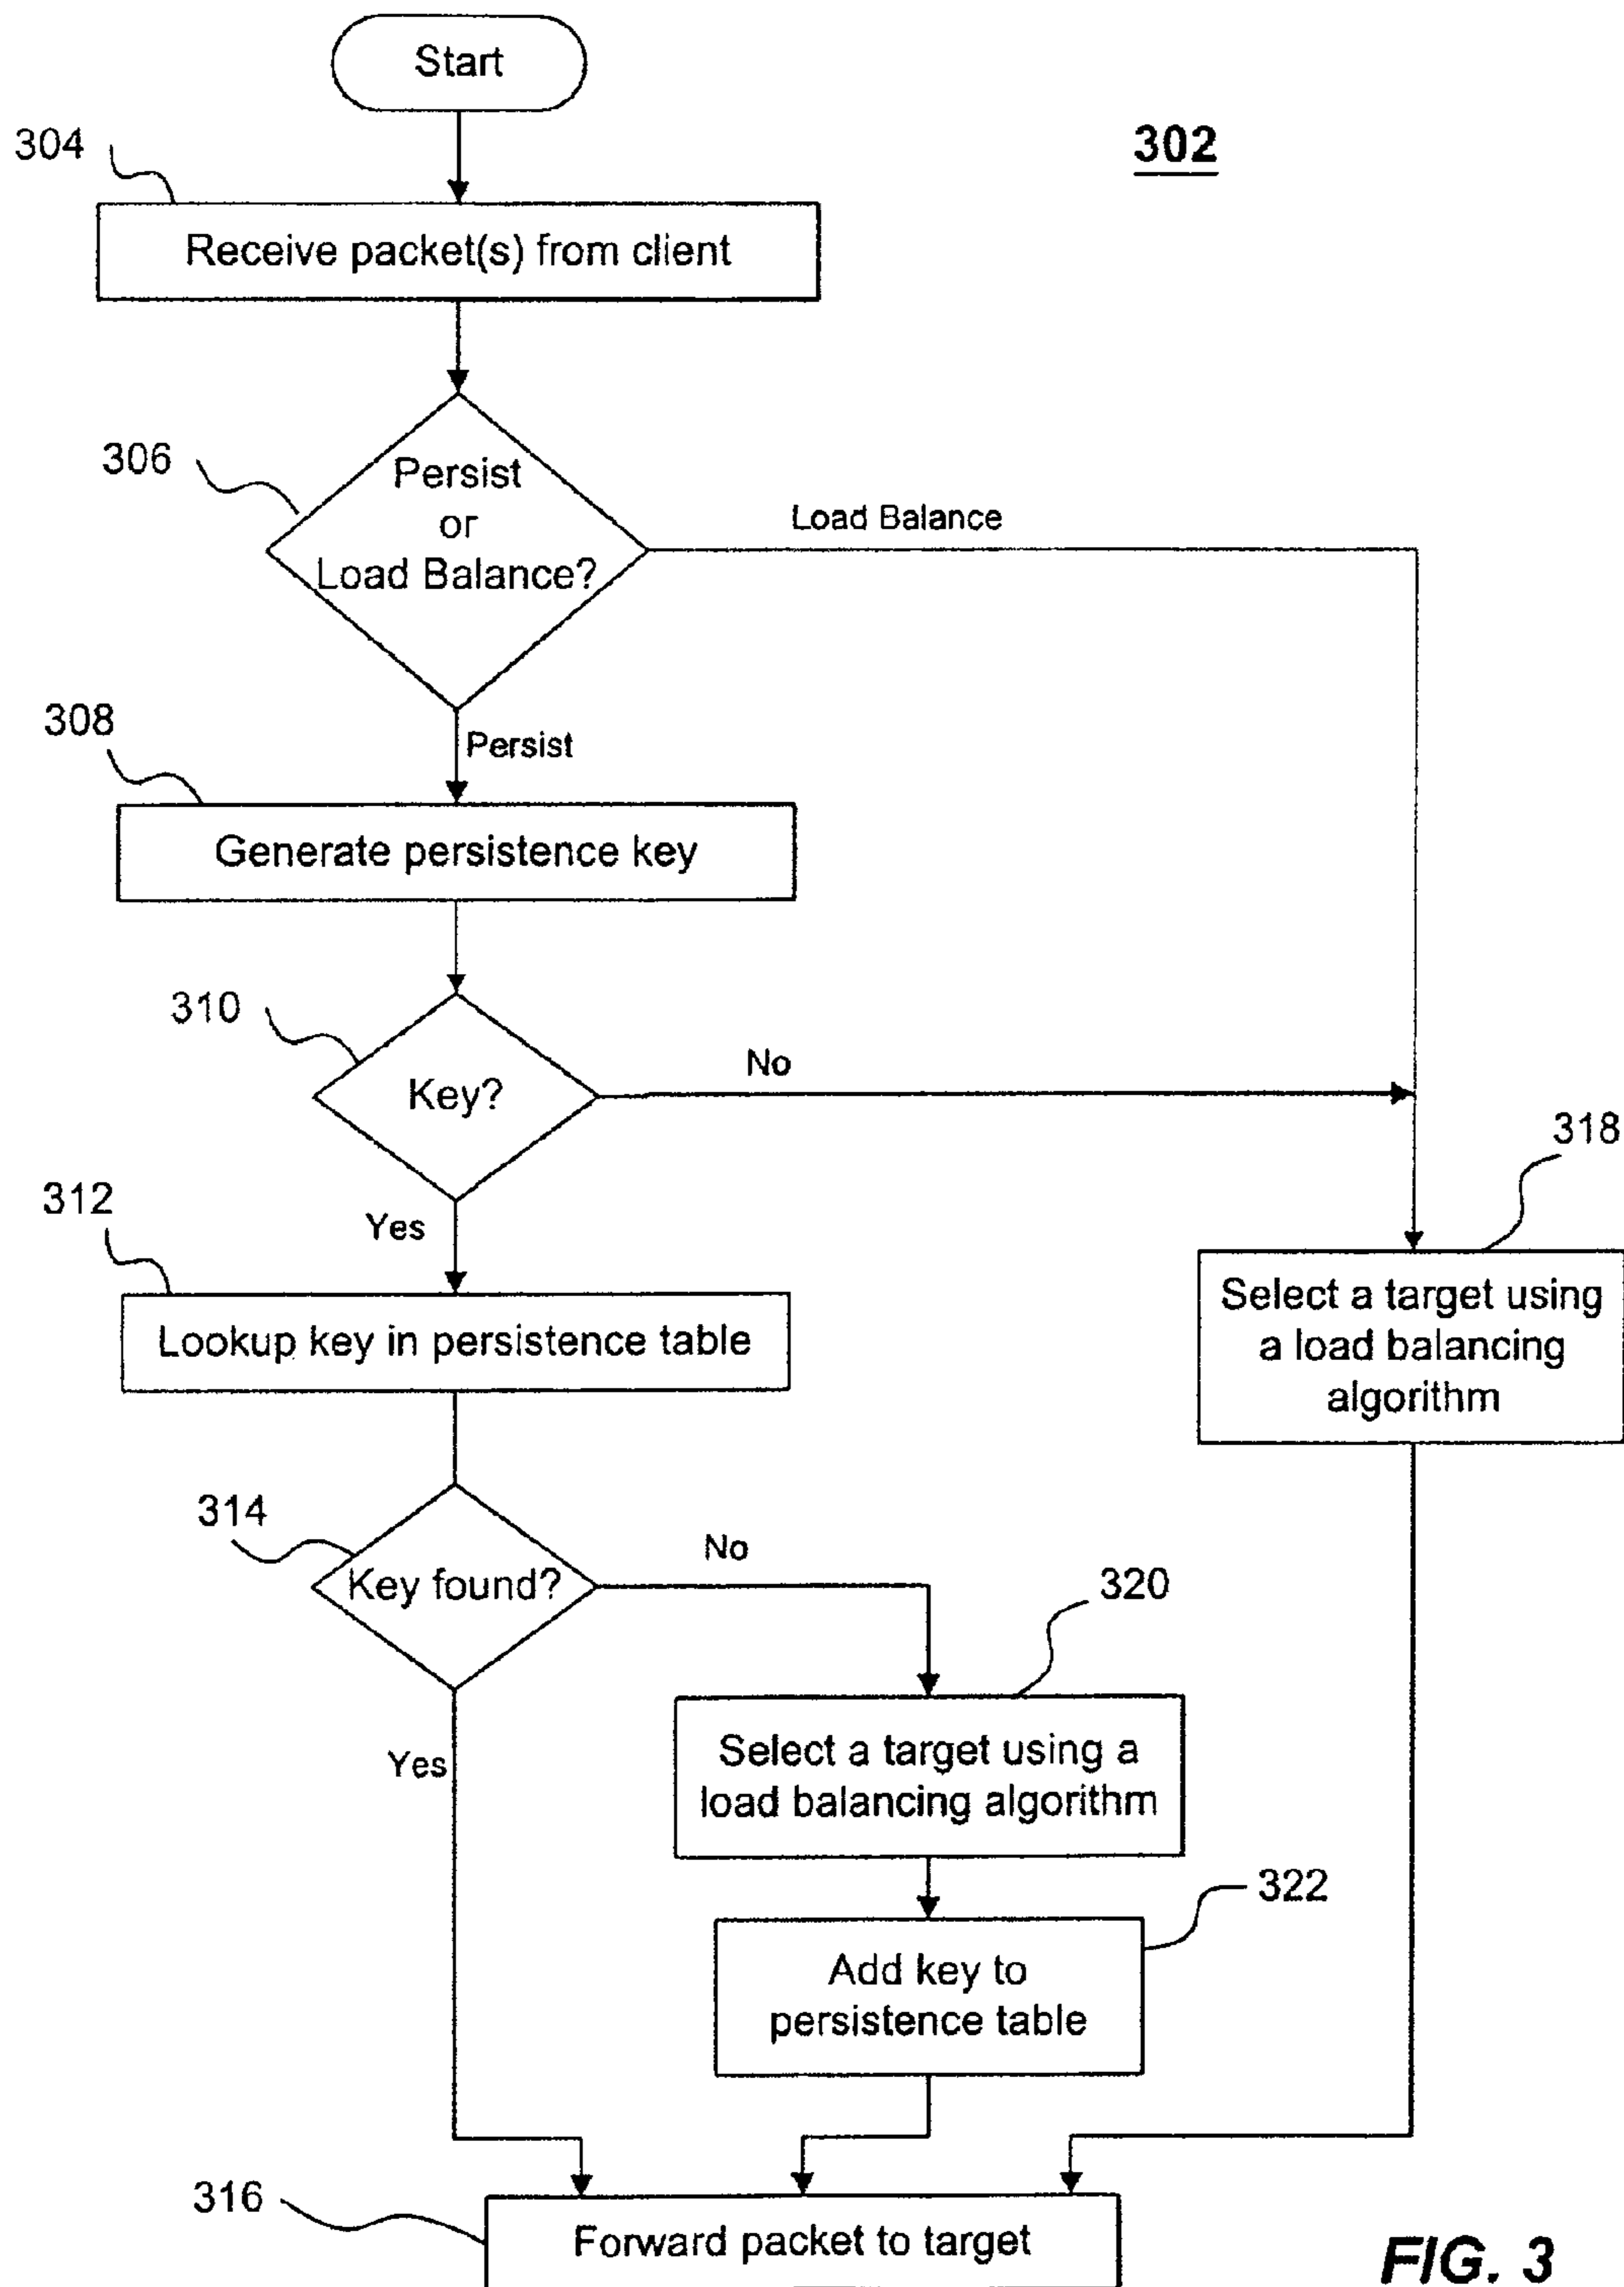 Start
304
302
Receive packet(s) from client
306
Persist
or
Load Balance?
Load Balance
308
Persist
Generate persistence key
310
Key?
No
318
312
Yes
Lookup key in persistence table
Select a target using
a load balancing
algorithm
314
Key found?
No
320
Yes
Select a target using a
load balancing algorithm
322
Add key to
persistence table
316
Forward packet to target
FIG. 3